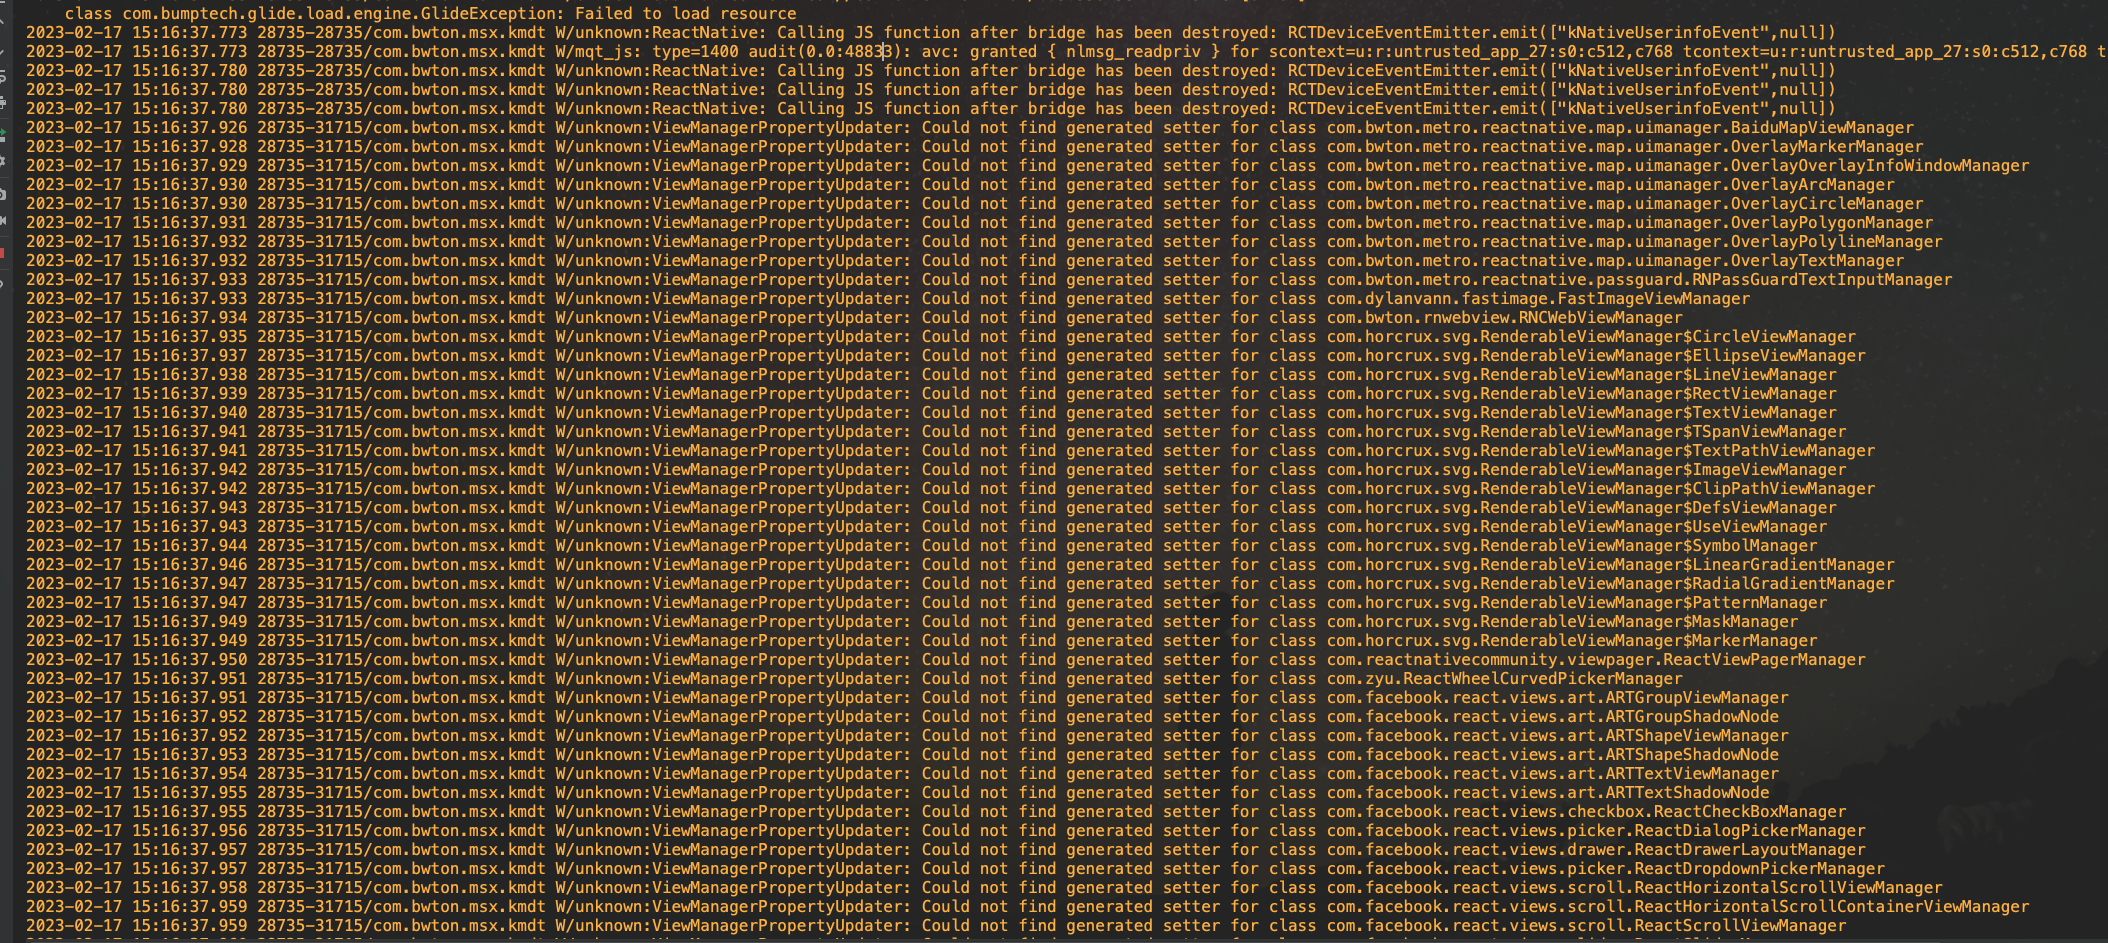 class com.bumptech.glide.load.engine.GlideException: Failed to load resource
2023-02-17 15:16:37.773 28735-28735/com.bwton.msx.kmdt W/unknown:ReactNative: Calling JS function after bridge has been destroyed: RCTDeviceEventEmitter.emit(["kNativeUserinfoEvent",null])
2023-02-17 15:16:37.773 28735-28735/com.bwton.msx.kmdt W/mqt_js: type=1400 audit(0.0:48833): avc: granted { nlmsg_readpriv } for scontext=u:r:untrusted_app_27:s0:c512,c768 tcontext=u:r:untrusted_app_27:s0:c512,c768 t
2023-02-17 15:16:37.780 28735-28735/com.bwton.msx.kmdt W/unknown:ReactNative: Calling JS function after bridge has been destroyed: RCTDeviceEventEmitter.emit(["kNativeUserinfoEvent",null])
2023-02-17 15:16:37.780 28735-28735/com.bwton.msx.kmdt W/unknown:ReactNative: Calling JS function after bridge has been destroyed: RCTDeviceEventEmitter.emit(["kNativeUserinfoEvent",null])
2023-02-17 15:16:37.780 28735-28735/com.bwton.msx.kmdt W/unknown:ReactNative: Calling JS function after bridge has been destroyed: RCTDeviceEventEmitter.emit(["kNativeUserinfoEvent",null])
2023-02-17 15:16:37.926 28735-31715/com.bwton.msx.kmdt W/unknown:ViewManagerPropertyUpdater: Could not find generated setter for class com.bwton.metro.reactnative.map.uimanager.BaiduMapViewManager
2023-02-17 15:16:37.928 28735-31715/com.bwton.msx.kmdt W/unknown:ViewManagerPropertyUpdater: Could not find generated setter for class com.bwton.metro.reactnative.map.uimanager.OverlayMarkerManager
2023-02-17 15:16:37.929 28735-31715/com.bwton.msx.kmdt W/unknown:ViewManagerPropertyUpdater: Could not find generated setter for class com.bwton.metro.reactnative.map.uimanager.OverlayOverlayInfoWindowManager
2023-02-17 15:16:37.930 28735-31715/com.bwton.msx.kmdt W/unknown:ViewManagerPropertyUpdater: Could not find generated setter for class com.bwton.metro.reactnative.map.uimanager.OverlayArcManager
2023-02-17 15:16:37.930 28735-31715/com.bwton.msx.kmdt W/unknown:ViewManagerPropertyUpdater: Could not find generated setter for class com.bwton.metro.reactnative.map.uimanager.OverlayCircleManager
2023-02-17 15:16:37.931 28735-31715/com.bwton.msx.kmdt W/unknown:ViewManagerPropertyUpdater: Could not find generated setter for class com.bwton.metro.reactnative.map.uimanager.OverlayPolygonManager
2023-02-17 15:16:37.932 28735-31715/com.bwton.msx.kmdt W/unknown:ViewManagerPropertyUpdater: Could not find generated setter for class com.bwton.metro.reactnative.map.uimanager.OverlayPolylineManager
2023-02-17 15:16:37.932 28735-31715/com.bwton.msx.kmdt W/unknown:ViewManagerPropertyUpdater: Could not find generated setter for class com.bwton.metro.reactnative.map.uimanager.OverlayTextManager
2023-02-17 15:16:37.933 28735-31715/com.bwton.msx.kmdt W/unknown:ViewManagerPropertyUpdater: Could not find generated setter for class com.bwton.metro.reactnative.passguard.RNPassGuardTextInputManager
2023-02-17 15:16:37.933 28735-31715/com.bwton.msx.kmdt W/unknown:ViewManagerPropertyUpdater: Could not find generated setter for class com.dylanvann.fastimage.FastImageViewManager
2023-02-17 15:16:37.934 28735-31715/com.bwton.msx.kmdt W/unknown:ViewManagerPropertyUpdater: Could not find generated setter for class com.bwton.rnwebview.RNCWebViewManager
2023-02-17 15:16:37.935 28735-31715/com.bwton.msx.kmdt W/unknown:ViewManagerPropertyUpdater: Could not find generated setter for class com.horcrux.svg.RenderableViewManager$CircleViewManager
2023-02-17 15:16:37.937 28735-31715/com.bwton.msx.kmdt W/unknown:ViewManagerPropertyUpdater: Could not find generated setter for class com.horcrux.svg.RenderableViewManager$EllipseViewManager
2023-02-17 15:16:37.938 28735-31715/com.bwton.msx.kmdt W/unknown:ViewManagerPropertyUpdater: Could not find generated setter for class com.horcrux.svg.RenderableViewManager$LineViewManager
2023-02-17 15:16:37.939 28735-31715/com.bwton.msx.kmdt W/unknown:ViewManagerPropertyUpdater: Could not find generated setter for class com.horcrux.svg.RenderableViewManager$RectViewManager
2023-02-17 15:16:37.940 28735-31715/com.bwton.msx.kmdt W/unknown:ViewManagerPropertyUpdater: Could not find generated setter for class com.horcrux.svg.RenderableViewManager$TextViewManager
2023-02-17 15:16:37.941 28735-31715/com.bwton.msx.kmdt W/unknown:ViewManagerPropertyUpdater: Could not find generated setter for class com.horcrux.svg.RenderableViewManager$TSpanViewManager
2023-02-17 15:16:37.941 28735-31715/com.bwton.msx.kmdt W/unknown:ViewManagerPropertyUpdater: Could not find generated setter for class com.horcrux.svg.RenderableViewManager$TextPathViewManager
2023-02-17 15:16:37.942 28735-31715/com.bwton.msx.kmdt W/unknown:ViewManagerPropertyUpdater: Could not find generated setter for class com.horcrux.svg.RenderableViewManager$ImageViewManager
2023-02-17 15:16:37.942 28735-31715/com.bwton.msx.kmdt W/unknown:ViewManagerPropertyUpdater: Could not find generated setter for class com.horcrux.svg.RenderableViewManager$ClipPathViewManager
2023-02-17 15:16:37.943 28735-31715/com.bwton.msx.kmdt W/unknown:ViewManagerPropertyUpdater: Could not find generated setter for class com.horcrux.svg.RenderableViewManager$DefsViewManager
2023-02-17 15:16:37.943 28735-31715/com.bwton.msx.kmdt W/unknown:ViewManagerPropertyUpdater: Could not find generated setter for class com.horcrux.svg.RenderableViewManager$UseViewManager
2023-02-17 15:16:37.944 28735-31715/com.bwton.msx.kmdt W/unknown:ViewManagerPropertyUpdater: Could not find generated setter for class com.horcrux.svg.RenderableViewManager$SymbolManager
2023-02-17 15:16:37.946 28735-31715/com.bwton.msx.kmdt W/unknown:ViewManagerPropertyUpdater: Could not find generated setter for class com.horcrux.svg.RenderableViewManager$LinearGradientManager
2023-02-17 15:16:37.947 28735-31715/com.bwton.msx.kmdt W/unknown:ViewManagerPropertyUpdater: Could not find generated setter for class com.horcrux.svg.RenderableViewManager$RadialGradientManager
2023-02-17 15:16:37.947 28735-31715/com.bwton.msx.kmdt W/unknown:ViewManagerPropertyUpdater: Could not find generated setter for class com.horcrux.svg.RenderableViewManager$PatternManager
2023-02-17 15:16:37.949 28735-31715/com.bwton.msx.kmdt W/unknown:ViewManagerPropertyUpdater: Could not find generated setter for class com.horcrux.svg.RenderableViewManager$MaskManager
2023-02-17 15:16:37.949 28735-31715/com.bwton.msx.kmdt W/unknown:ViewManagerPropertyUpdater: Could not find generated setter for class com.horcrux.svg.RenderableViewManager$MarkerManager
2023-02-17 15:16:37.950 28735-31715/com.bwton.msx.kmdt W/unknown:ViewManagerPropertyUpdater: Could not find generated setter for class com.reactnativecommunity.viewpager.ReactViewPagerManager
2023-02-17 15:16:37.951 28735-31715/com.bwton.msx.kmdt W/unknown:ViewManagerPropertyUpdater: Could not find generated setter for class com.zyu.ReactWheelCurvedPickerManager
2023-02-17 15:16:37.951 28735-31715/com.bwton.msx.kmdt W/unknown:ViewManagerPropertyUpdater: Could not find generated setter for class com.facebook.react.views.art.ARTGroupViewManager
2023-02-17 15:16:37.952 28735-31715/com.bwton.msx.kmdt W/unknown:ViewManagerPropertyUpdater: Could not find generated setter for class com.facebook.react.views.art.ARTGroupShadowNode
2023-02-17 15:16:37.952 28735-31715/com.bwton.msx.kmdt W/unknown:ViewManagerPropertyUpdater: Could not find generated setter for class com.facebook.react.views.art.ARTShapeViewManager
2023-02-17 15:16:37.953 28735-31715/com.bwton.msx.kmdt W/unknown:ViewManagerPropertyUpdater: Could not find generated setter for class com.facebook.react.views.art.ARTShapeShadowNode
2023-02-17 15:16:37.954 28735-31715/com.bwton.msx.kmdt W/unknown:ViewManagerPropertyUpdater: Could not find generated setter for class com.facebook.react.views.art.ARTTextViewManager
2023-02-17 15:16:37.955 28735-31715/com.bwton.msx.kmdt W/unknown:ViewManagerPropertyUpdater: Could not find generated setter for class com.facebook.react.views.art.ARTTextShadowNode
2023-02-17 15:16:37.955 28735-31715/com.bwton.msx.kmdt W/unknown:ViewManagerPropertyUpdater: Could not find generated setter for class com.facebook.react.views.checkbox.ReactCheckBoxManager
2023-02-17 15:16:37.956 28735-31715/com.bwton.msx.kmdt W/unknown:ViewManagerPropertyUpdater: Could not find generated setter for class com.facebook.react.views.picker.ReactDialogPickerManager
2023-02-17 15:16:37.957 28735-31715/com.bwton.msx.kmdt W/unknown:ViewManagerPropertyUpdater: Could not find generated setter for class com.facebook.react.views.drawer.ReactDrawerLayoutManager
2023-02-17 15:16:37.957 28735-31715/com.bwton.msx.kmdt W/unknown:ViewManagerPropertyUpdater: Could not find generated setter for class com.facebook.react.views.picker.ReactDropdownPickerManager
2023-02-17 15:16:37.958 28735-31715/com.bwton.msx.kmdt W/unknown:ViewManagerPropertyUpdater: Could not find generated setter for class com.facebook.react.views.scroll.ReactHorizontalScrollViewManager
2023-02-17 15:16:37.959 28735-31715/com.bwton.msx.kmdt W/unknown:ViewManagerPropertyUpdater: Could not find generated setter for class com.facebook.react.views.scroll.ReactHorizontalScrollContainerViewManager
2023-02-17 15:16:37.959 28735-31715/com.bwton.msx.kmdt W/unknown:ViewManagerPropertyUpdater: Could not find generated setter for class com.facebook.react.views.scroll.ReactScrollViewManager